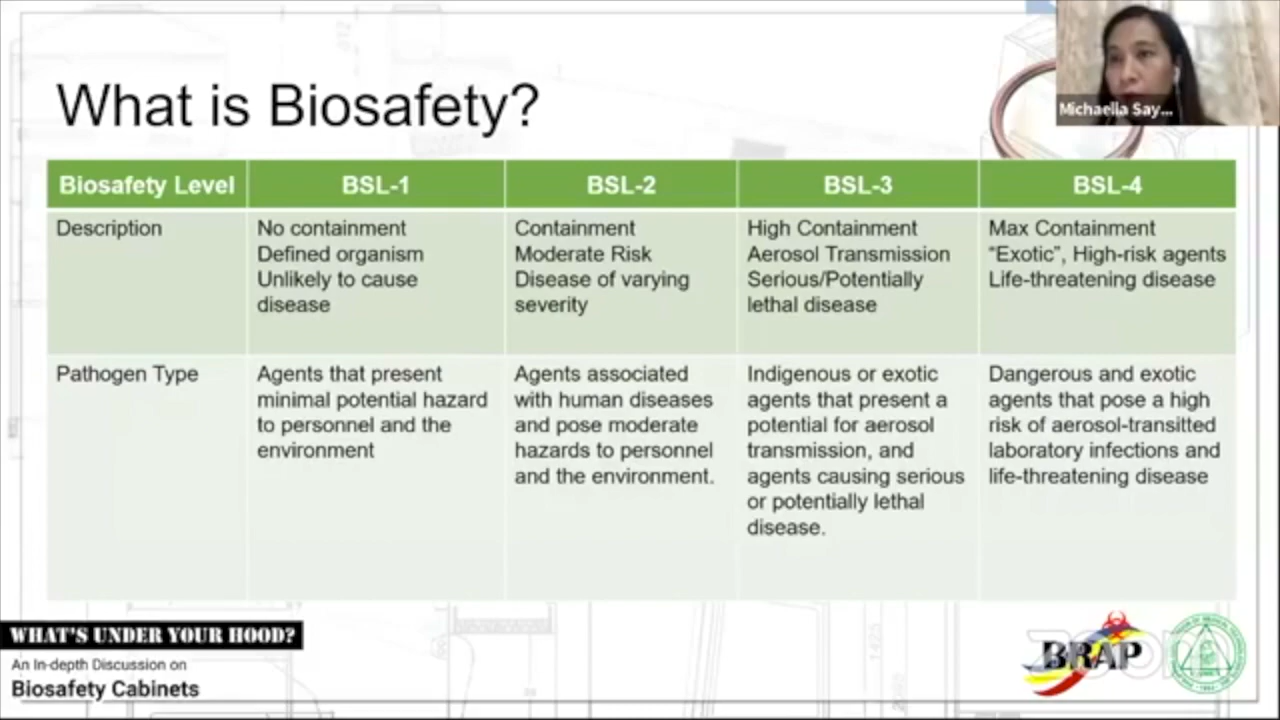 What is Biosafety?
Michaella Say...
Biosafety Level
BSL-1
BSL-2
BSL-3
BSL-4
Description
No containment
Defined organism
Unlikely to cause
disease
Containment
Moderate Risk
Disease of varying
severity
High Containment
Aerosol Transmission
Serious/Potentially
lethal disease
Max Containment
“Exotic”, High-risk agents
Life-threatening disease
Pathogen Type
Agents that present
minimal potential hazard
to personnel and the
environment
Agents associated
with human diseases
and pose moderate
hazards to personnel
and the environment.
Indigenous or exotic
agents that present a
potential for aerosol
transmission, and
agents causing serious
or potentially lethal
disease.
Dangerous and exotic
agents that pose a high
risk of aerosol-transitted
laboratory infections and
life-threatening disease
WHAT'S UNDER YOUR HOOD?
An In-depth Discussion on
Biosafety Cabinets
BRAP
zoom